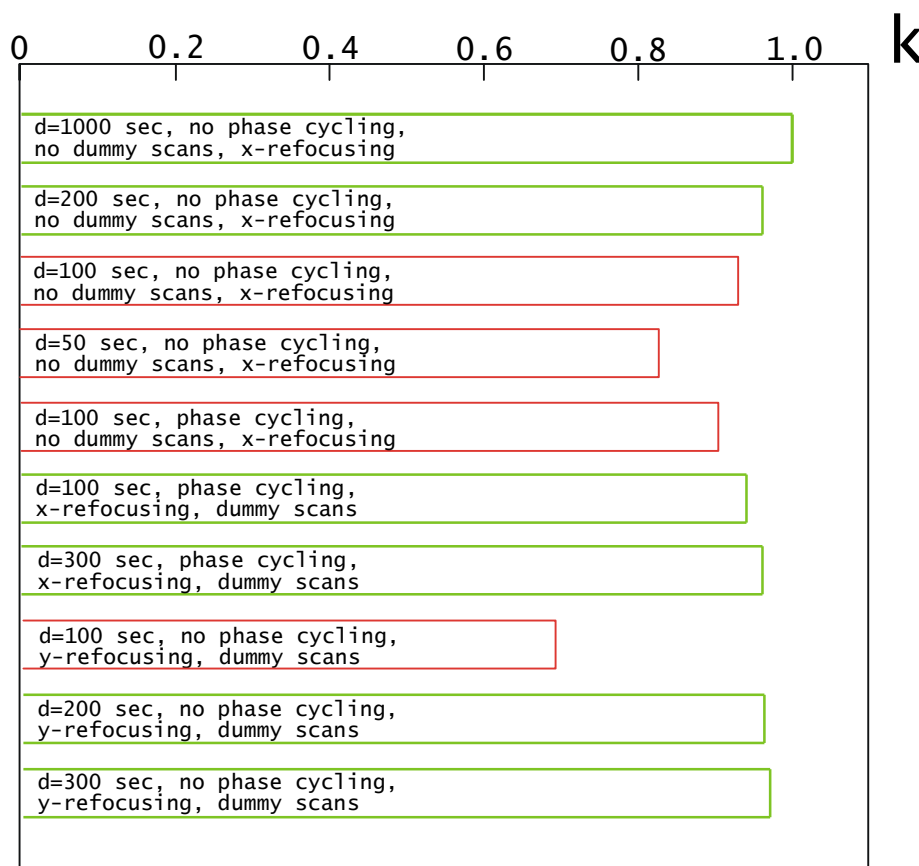 0 0.2 0.4 0.6 0.8 1.0 k
d=1000 sec, no phase cycling,
no dummy scans, x-refocusing
d=200 sec, no phase cycling,
no dummy scans, x-refocusing
d=100 sec, no phase cycling,
no dummy scans, x-refocusing
d=50 sec, no phase cycling,
no dummy scans, x-refocusing
d=100 sec, phase cycling,
no dummy scans, x-refocusing
d=100 sec, phase cycling,
x-refocusing, dummy scans
d=300 sec, phase cycling,
x-refocusing, dummy scans
d=100 sec, no phase cycling,
y-refocusing, dummy scans
d=200 sec, no phase cycling,
y-refocusing, dummy scans
d=300 sec, no phase cycling,
y-refocusing, dummy scans